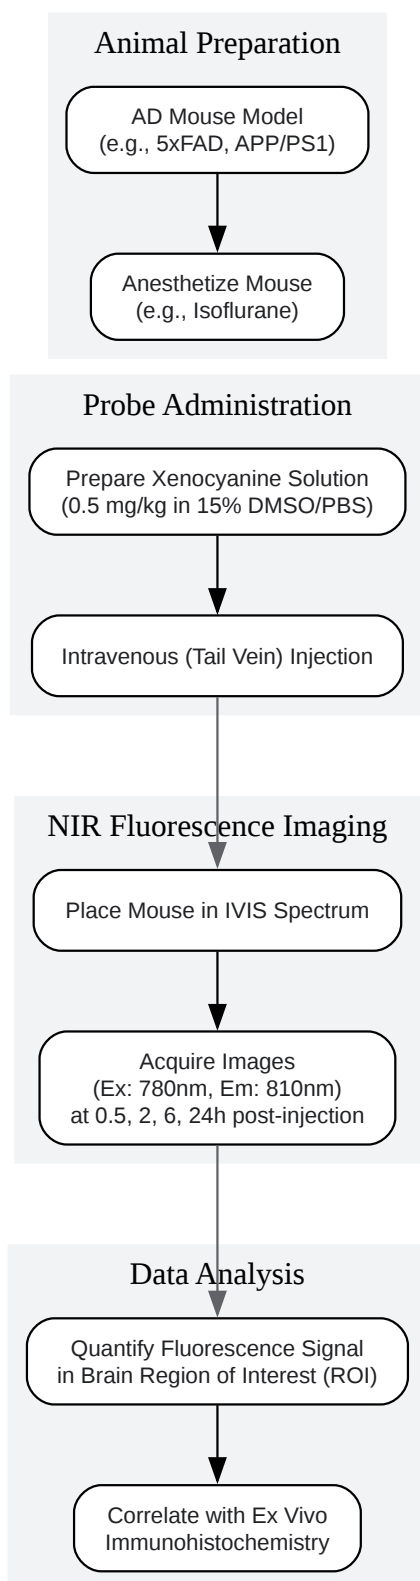 Animal Preparation
AD Mouse Model
(e.g., 5xFAD, APP/PS1)
Anesthetize Mouse
(e.g., Isoflurane)
Probe Administration
Prepare Xenocyanine Solution
(0.5 mg/kg in 15% DMSO/PBS)
Intravenous (Tail Vein) Injection
NIR Fluorescence Imaging
Place Mouse in IVIS Spectrum
Acquire Images
(Ex: 780nm, Em: 810nm)
at 0.5, 2, 6, 24h post-injection
Data Analysis
Quantify Fluorescence Signal
in Brain Region of Interest (ROI)
Correlate with Ex Vivo
Immunohistochemistry